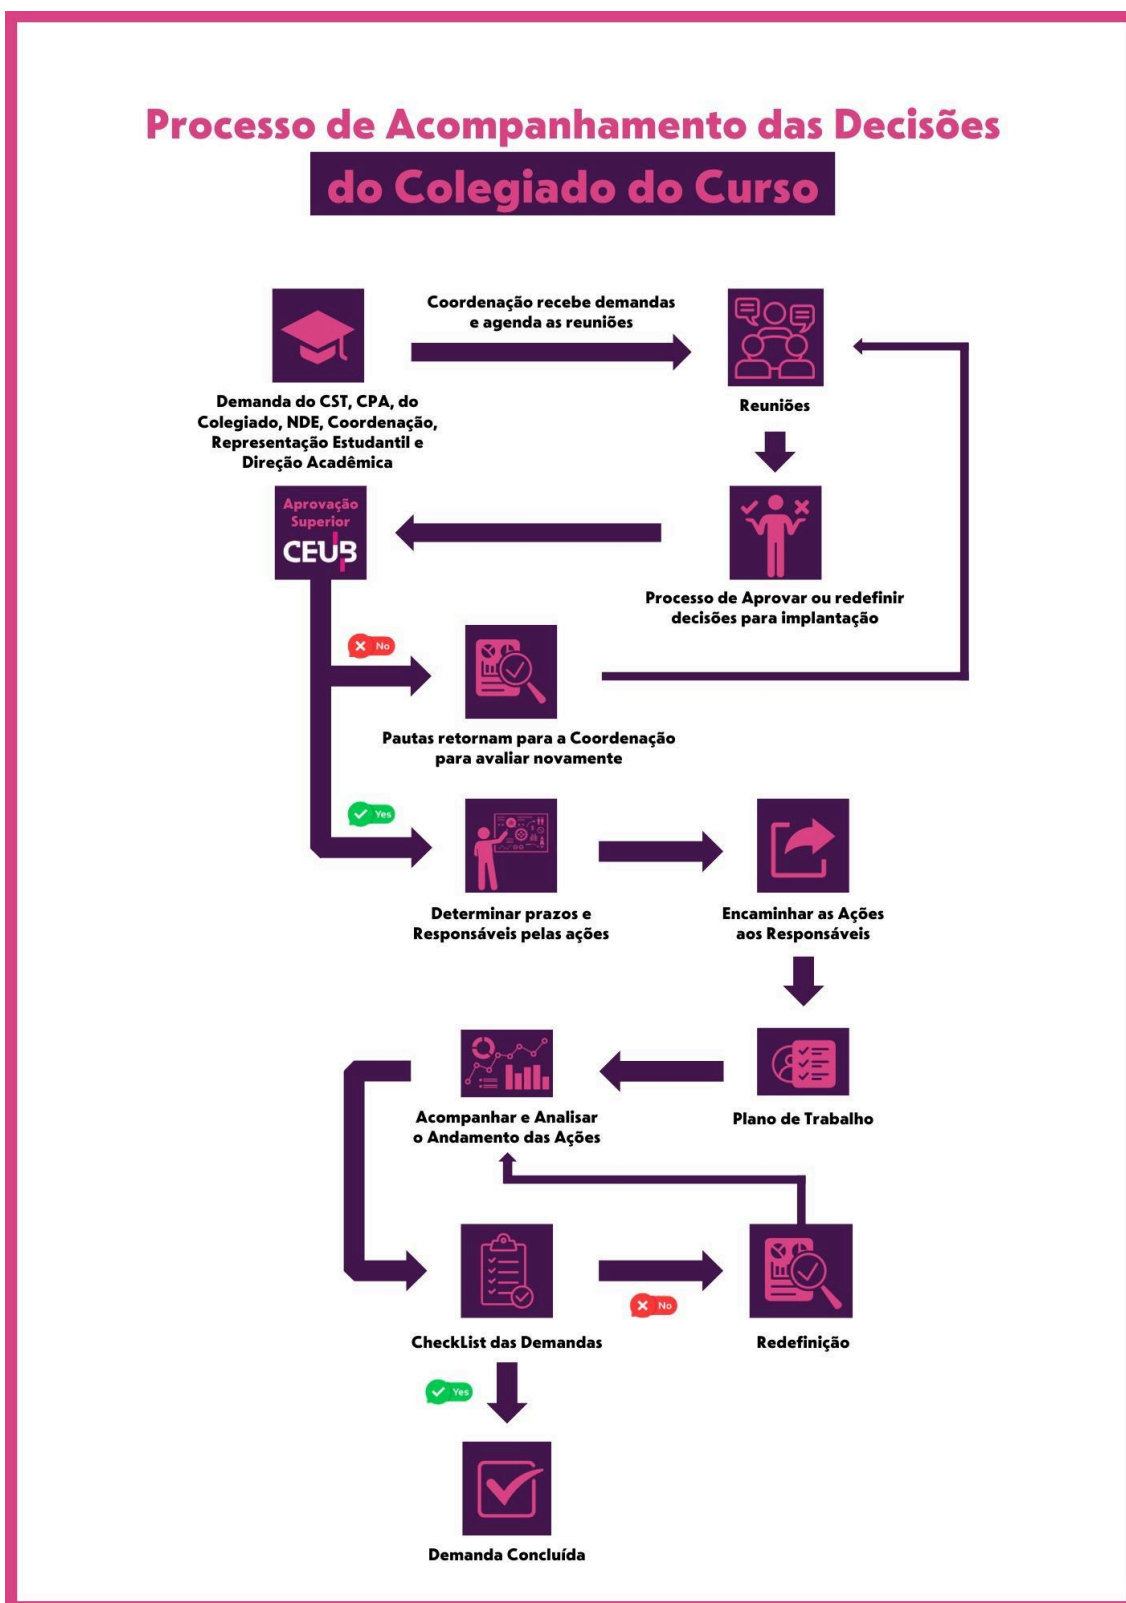 Processo de Acompanhamento das Decisões
do Colegiado do Curso
Coordenação recebe demandas
e agenda as reuniões
Demanda do CST, CPA, do
Colegiado, NDE, Coordenação,
Representação Estudantil e
Direção Acadêmica
Reuniões
Aprovação
Superior
CEUB
Processo de Aprovar ou redefinir
decisões para implantação
No
Pautas retornam para a Coordenação
para avaliar novamente
Yes
Determinar prazos e
Responsáveis pelas ações
Encaminhar as Ações
aos Responsáveis
Acompanhar e Analisar
o Andamento das Ações
Plano de Trabalho
CheckList das Demandas
No
Redefinição
Yes
Demanda Concluída